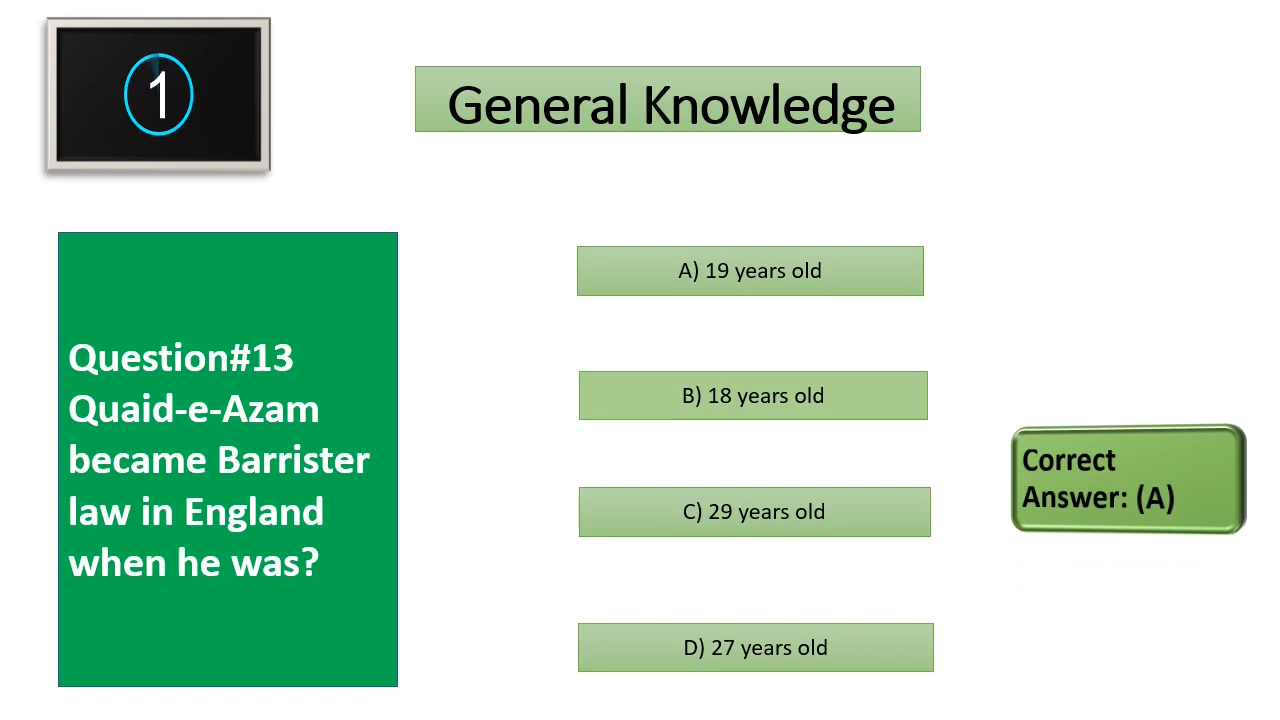 1
General Knowledge
Question#13
Quaid-e-Azam
became Barrister
law in England
when he was?
A) 19 years old
B) 18 years old
C) 29 years old
D) 27 years old
Correct
Answer: (A)